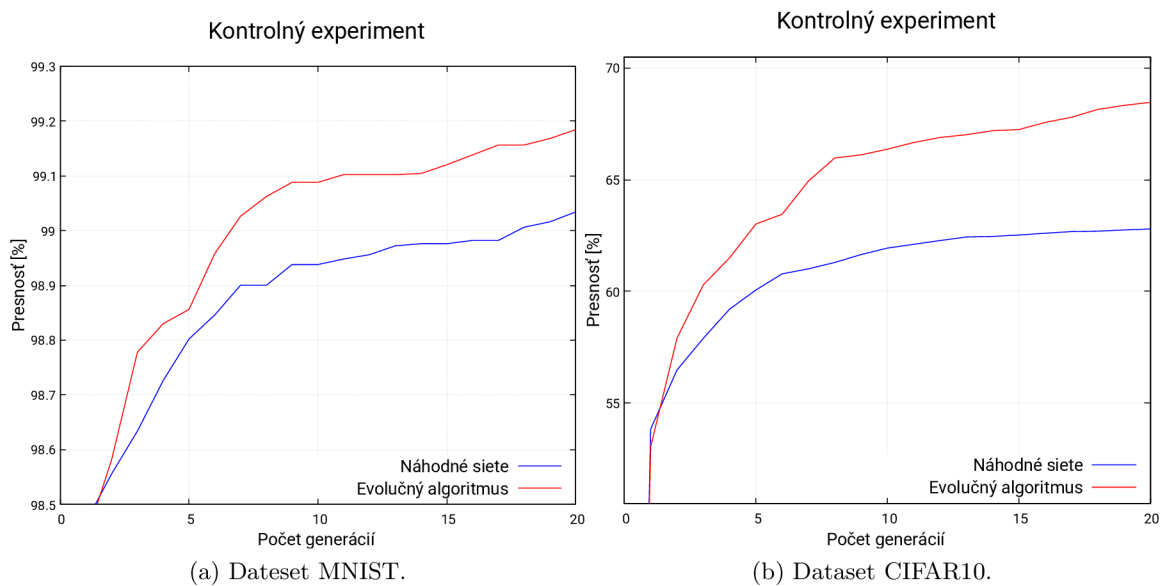 Kontrolný experiment
99.3
99.2
99.1
99
98.9
98.8
98.7
98.6
98.5
Presnosť [%]
0 5 10 15 20
Počet generácií
Náhodné siete
Evolučný algoritmus
(a) Dateset MNIST.
Kontrolný experiment
70
65
60
55
Presnosť [%]
0 5 10 15 20
Počet generácií
Náhodné siete
Evolučný algoritmus
(b) Dataset CIFAR10.